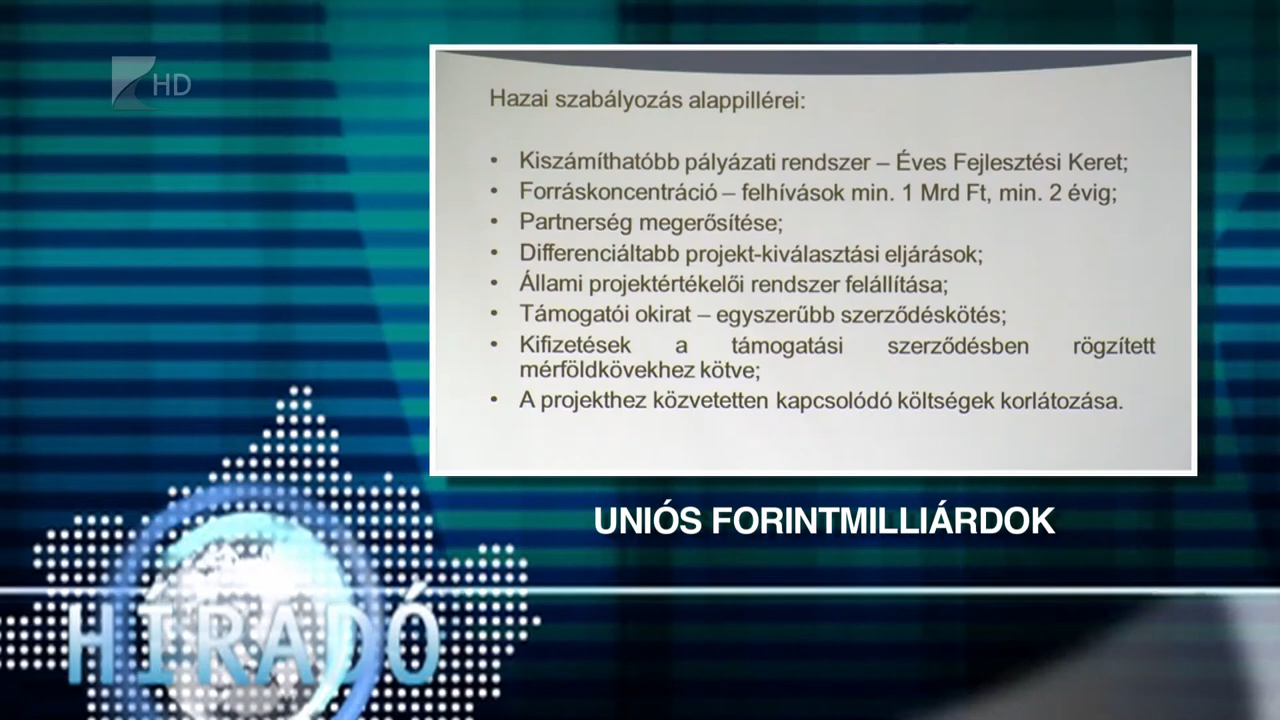 HD
Hazai szabályozás alappillérei:
• Kiszámíthatóbb pályázati rendszer – Éves Fejlesztési Keret;
• Forráskoncentráció – felhívások min. 1 Mrd Ft, min. 2 évig;
• Partnerség megerősítése;
• Differenciáltabb projekt-kiválasztási eljárások;
• Állami projektértékelői rendszer felállítása;
• Támogatói okirat – egyszerűbb szerződéskötés;
• Kifizetések a támogatási szerződésben rögzített
mérföldkövekhez kötve;
• A projekthez közvetetten kapcsolódó költségek korlátozása.
UNIÓS FORINTMILLIÁRDOK
HIRADÓ